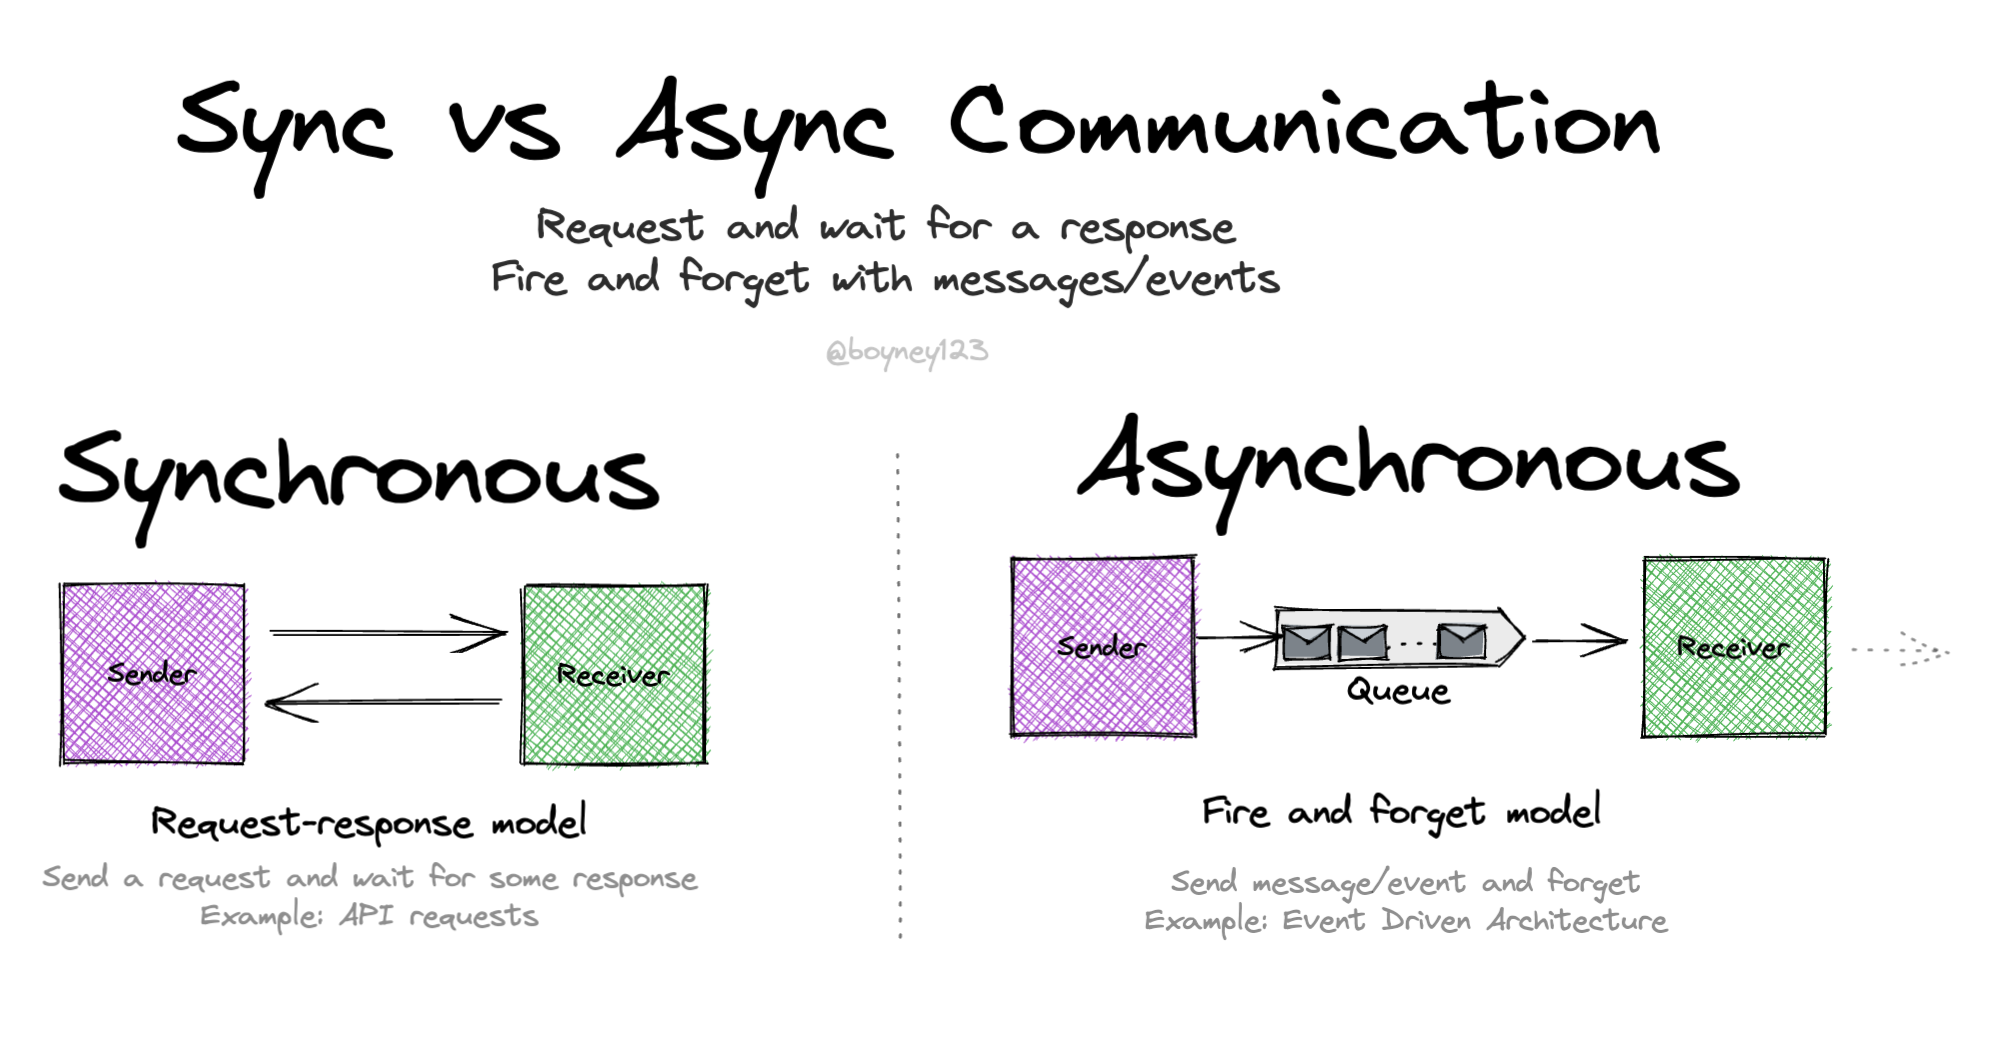 Sync vs Async Communication
Request and wait for a response
Fire and forget with messages/events
@boyney123
Synchronous
Sender
Receiver
Request-response model
Send a request and wait for some response
Example: API requests
Asynchronous
Sender
Queue
Receiver
Fire and forget model
Send message/event and forget
Example: Event Driven Architecture